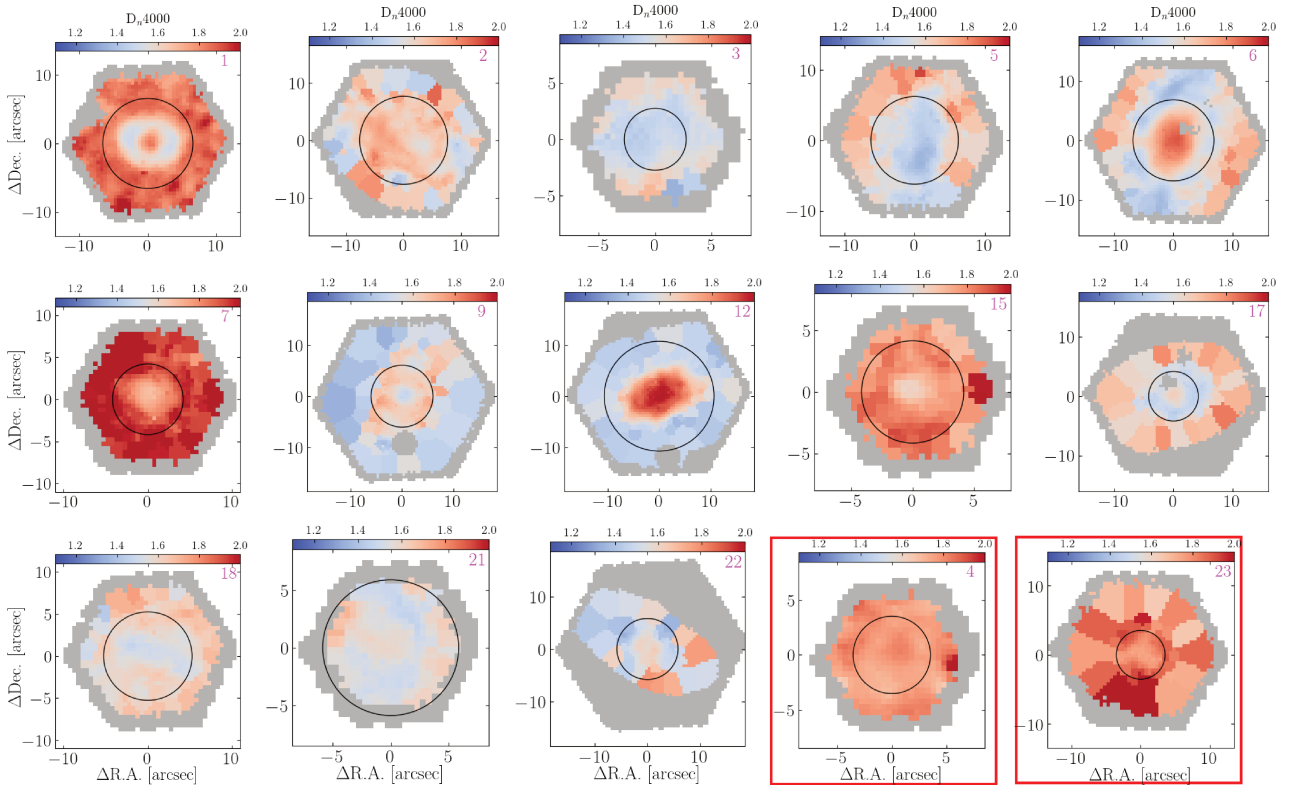 Dₙ4000 Dₙ4000 Dₙ4000 Dₙ4000 Dₙ4000
1.2 1.4 1.6 1.8 2.0 1.2 1.4 1.6 1.8 2.0 1.2 1.4 1.6 1.8 2.0 1.2 1.4 1.6 1.8 2.0 1.2 1.4 1.6 1.8 2.0
1 2 3 5 6
10 10 5 10 10
ΔDec. [arcsec]
0 0 0 0 0
−10 −10 −5 −10 −10
−10 0 10 −10 0 10 −5 0 5 −10 0 10 −10 0 10
1.2 1.4 1.6 1.8 2.0 1.2 1.4 1.6 1.8 2.0 1.2 1.4 1.6 1.8 2.0 1.2 1.4 1.6 1.8 2.0 1.2 1.4 1.6 1.8 2.0
7 9 12 15 17
10 10 10 5 10
5
ΔDec. [arcsec]
0 0 0 0 0
−5
−10 −10 −10 −5 −10
−10 0 10 −10 0 10 −10 0 10 −5 0 5 −10 0 10
1.2 1.4 1.6 1.8 2.0 1.2 1.4 1.6 1.8 2.0 1.2 1.4 1.6 1.8 2.0 1.2 1.4 1.6 1.8 2.0 1.2 1.4 1.6 1.8 2.0
18 21 22 4 23
10 5 10 5 10
5 5
ΔDec. [arcsec]
0 0 0 0 0
−5 −5
−10 −5 −10 −5 −10
−10 0 10 −5 0 5 −10 0 10 −5 0 5 −10 0 10
ΔR.A. [arcsec] ΔR.A. [arcsec] ΔR.A. [arcsec] ΔR.A. [arcsec] ΔR.A. [arcsec]